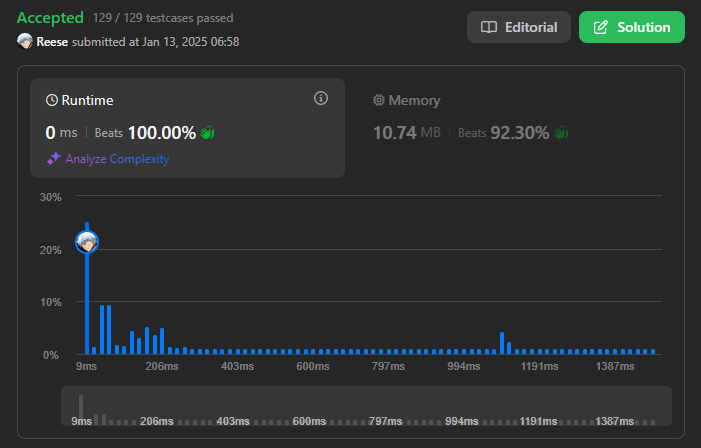 Accepted 129 / 129 testcases passed
Reese submitted at Jan 13, 2025 06:58
Editorial
Solution
Runtime
0 ms | Beats 100.00%
Analyze Complexity
Memory
10.74 MB | Beats 92.30%
30%
20%
10%
0%
9ms 206ms 403ms 600ms 797ms 994ms 1191ms 1387ms
9ms 206ms 403ms 600ms 797ms 994ms 1191ms 1387ms